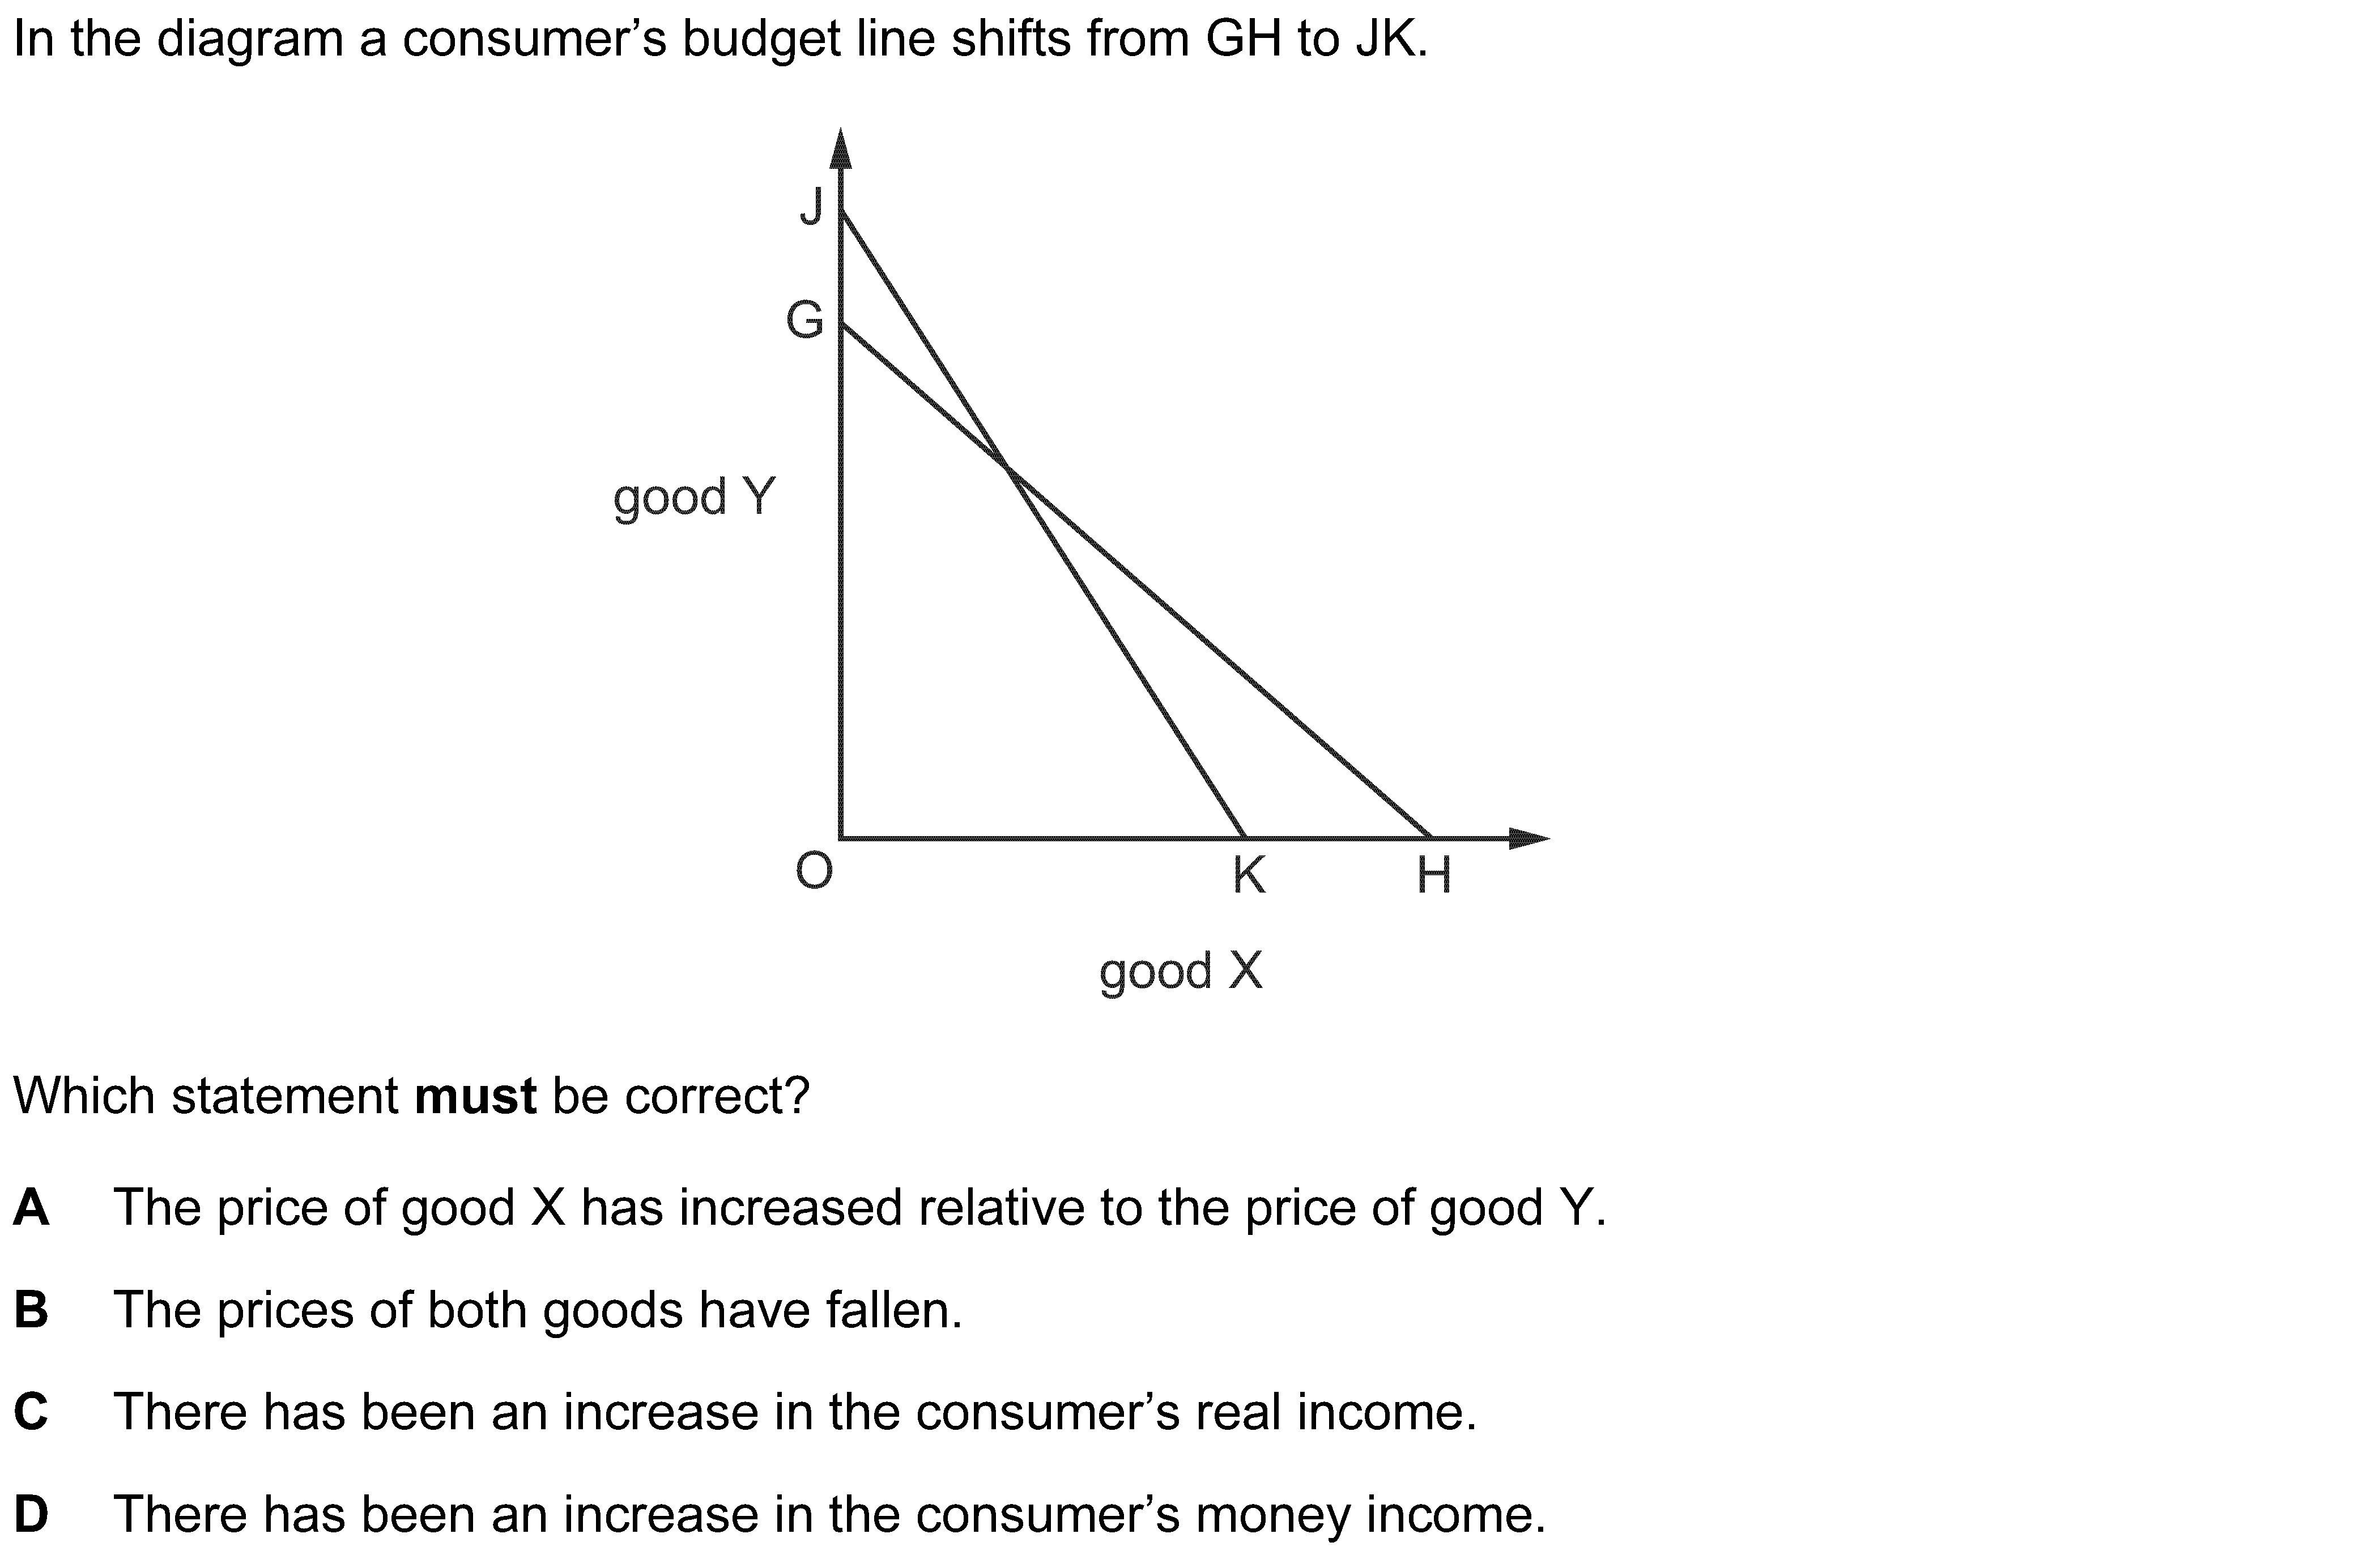 In the diagram a consumer’s budget line shifts from GH to JK.
J
G
good Y
O
K
H
good X
Which statement must be correct?
A The price of good X has increased relative to the price of good Y.
B The prices of both goods have fallen.
C There has been an increase in the consumer’s real income.
D There has been an increase in the consumer’s money income.